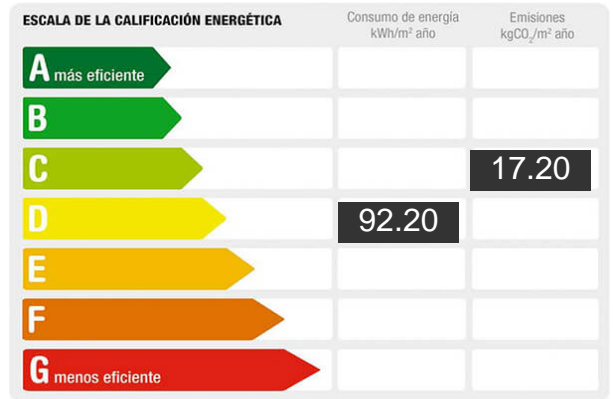 ESCALA DE LA CALIFICACIÓN ENERGÉTICA
Consumo de energía
kWh/m² año
Emisiones
kgCO₂/m² año
A más eficiente
B
C
17.20
D
92.20
E
F
G menos eficiente